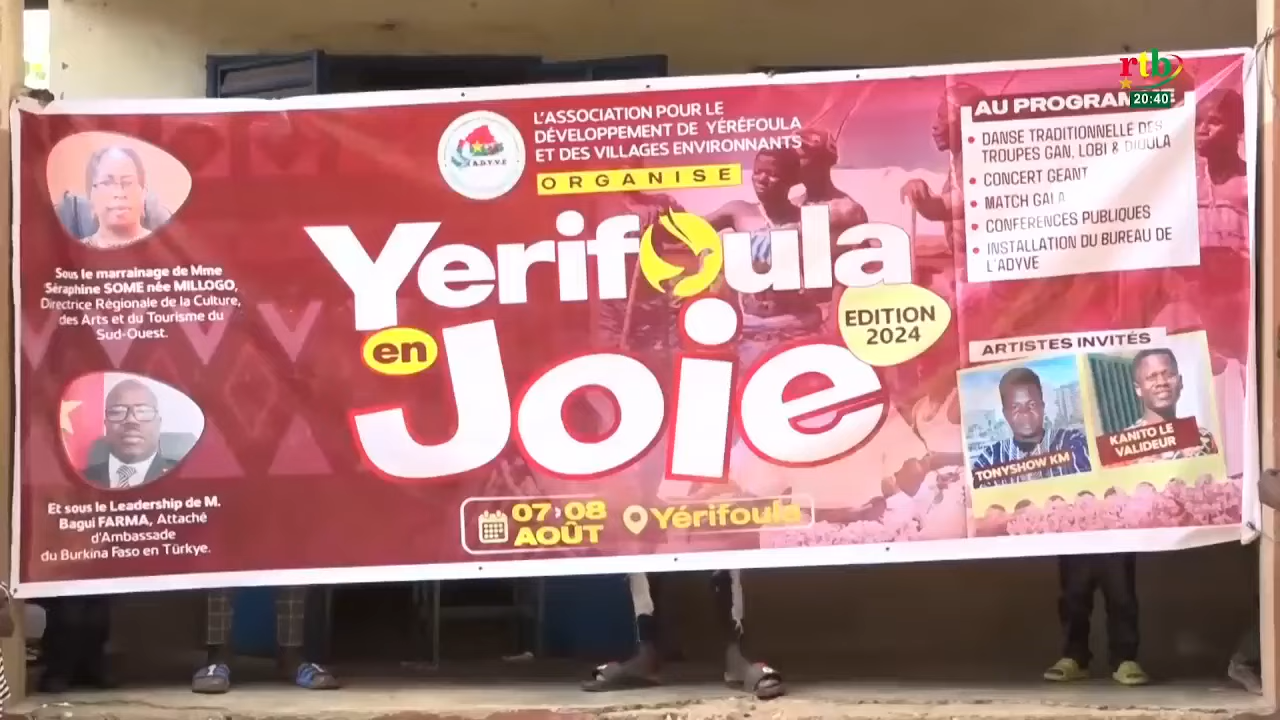 rtb
20:40
L'ASSOCIATION POUR LE
DÉVELOPPEMENT DE YÉRÉFOULA
ET DES VILLAGES ENVIRONNANTS
ORGANISE
A.D.Y.V.E
Yerifoula
en
Joie
EDITION
2024
07 08
AOÛT
Yérifoula
Sous le marrainage de Mme
Séraphine SOME née MILLOGO,
Directrice Régionale de la Culture,
des Arts et du Tourisme du
Sud-Ouest.
Et sous le Leadership de M.
Bagui FARMA, Attaché
d'Ambassade
du Burkina Faso en Türkye.
AU PROGRAMME
DANSE TRADITIONNELLE DES
TROUPES GAN, LOBI & DIOULA
CONCERT GEANT
MATCH GALA
CONFÉRENCES PUBLIQUES
INSTALLATION DU BUREAU DE
L'ADYVE
ARTISTES INVITÉS
TONYSHOW KM
KANITO LE
VALIDEUR